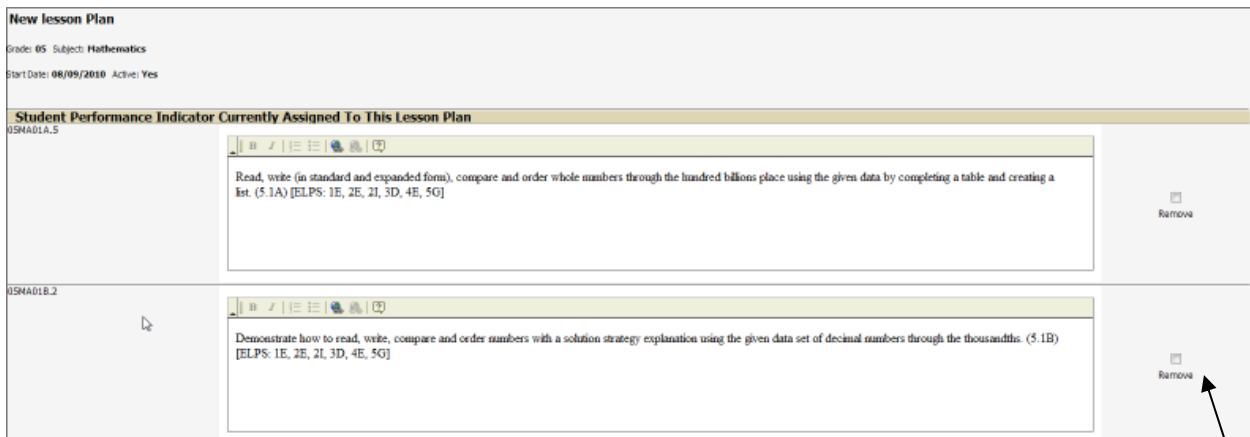 New lesson Plan
Grade: 05 Subject: Mathematics
Start Date: 08/09/2010 Active: Yes
Student Performance Indicator Currently Assigned To This Lesson Plan
05MA01A.5
B I
Read, write (in standard and expanded form), compare and order whole numbers through the hundred billions place using the given data by completing a table and creating a
list. (5.1A) [ELPS: 1E, 2E, 2I, 3D, 4E, 5G]
Remove
05MA01B.2
B I
Demonstrate how to read, write, compare and order numbers with a solution strategy explanation using the given data set of decimal numbers through the thousandths. (5.1B)
[ELPS: 1E, 2E, 2I, 3D, 4E, 5G]
Remove